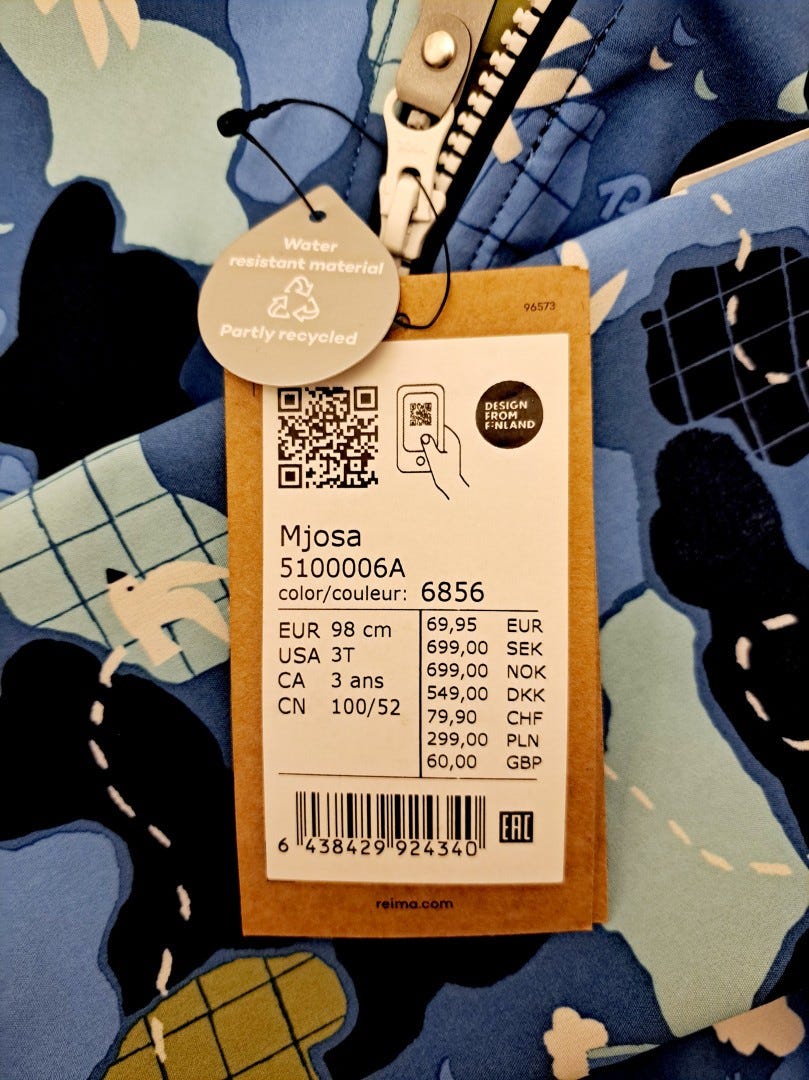 Water
resistant material
Partly recycled
96573
DESIGN
FROM
FINLAND
Mjosa
5100006A
color/couleur: 6856
EUR 98 cm
USA 3T
CA 3 ans
CN 100/52
69,95 EUR
699,00 SEK
699,00 NOK
549,00 DKK
79,90 CHF
299,00 PLN
60,00 GBP
6 438429 924340
EAC
reima.com